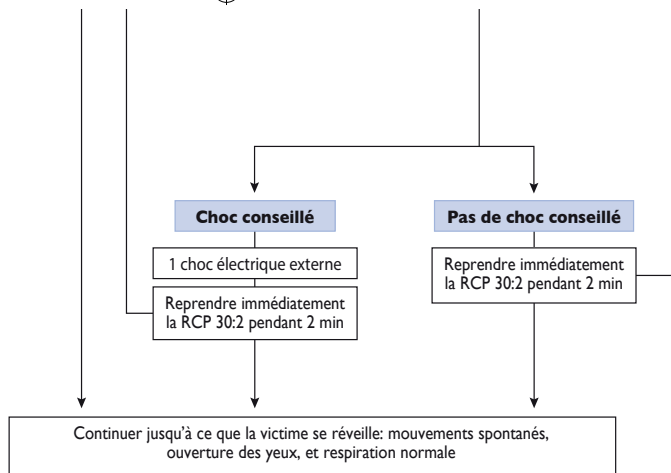 Choc conseillé
1 choc électrique externe
Reprendre immédiatement
la RCP 30:2 pendant 2 min
Pas de choc conseillé
Reprendre immédiatement
la RCP 30:2 pendant 2 min
Continuer jusqu'à ce que la victime se réveille: mouvements spontanés,
ouverture des yeux, et respiration normale